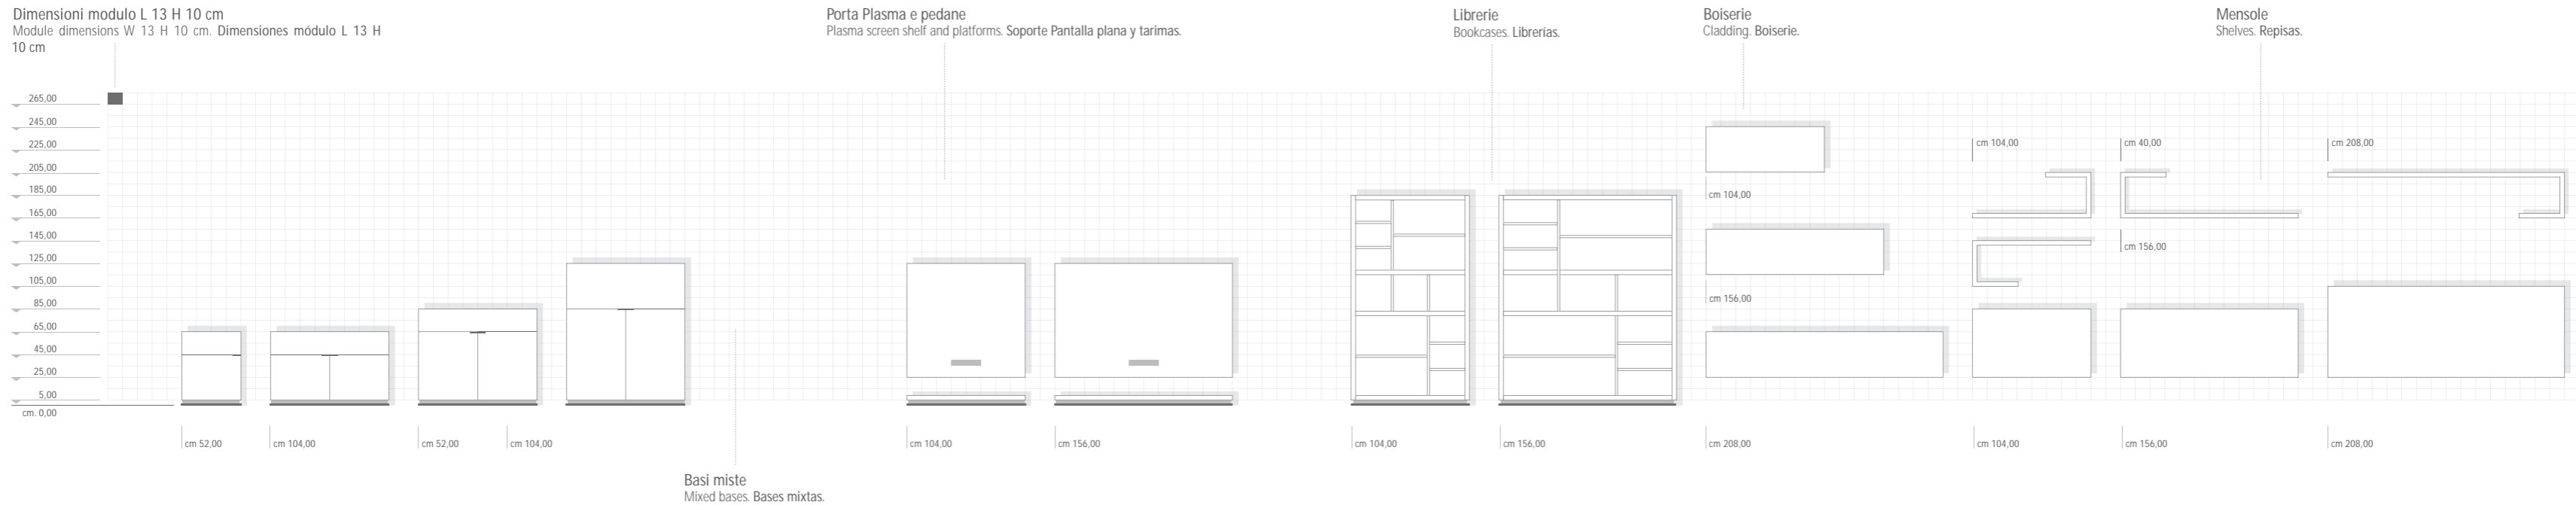 Dimensioni modulo L 13 H 10 cm
Module dimensions W 13 H 10 cm. Dimensiones módulo L 13 H
10 cm
Porta Plasma e pedane
Plasma screen shelf and platforms. Soporte Pantalla plana y tarimas.
Librerie
Bookcases. Librerías.
Boiserie
Cladding. Boiserie.
Mensole
Shelves. Repisas.
265,00
245,00
225,00
205,00
185,00
165,00
145,00
125,00
105,00
85,00
65,00
45,00
25,00
5,00
cm. 0,00
cm 104,00
cm 156,00
cm 104,00
cm 40,00
cm 208,00
cm 156,00
cm 52,00
cm 104,00
cm 52,00
cm 104,00
cm 104,00
cm 156,00
cm 104,00
cm 156,00
cm 208,00
cm 104,00
cm 156,00
cm 208,00
Basi miste
Mixed bases. Bases mixtas.